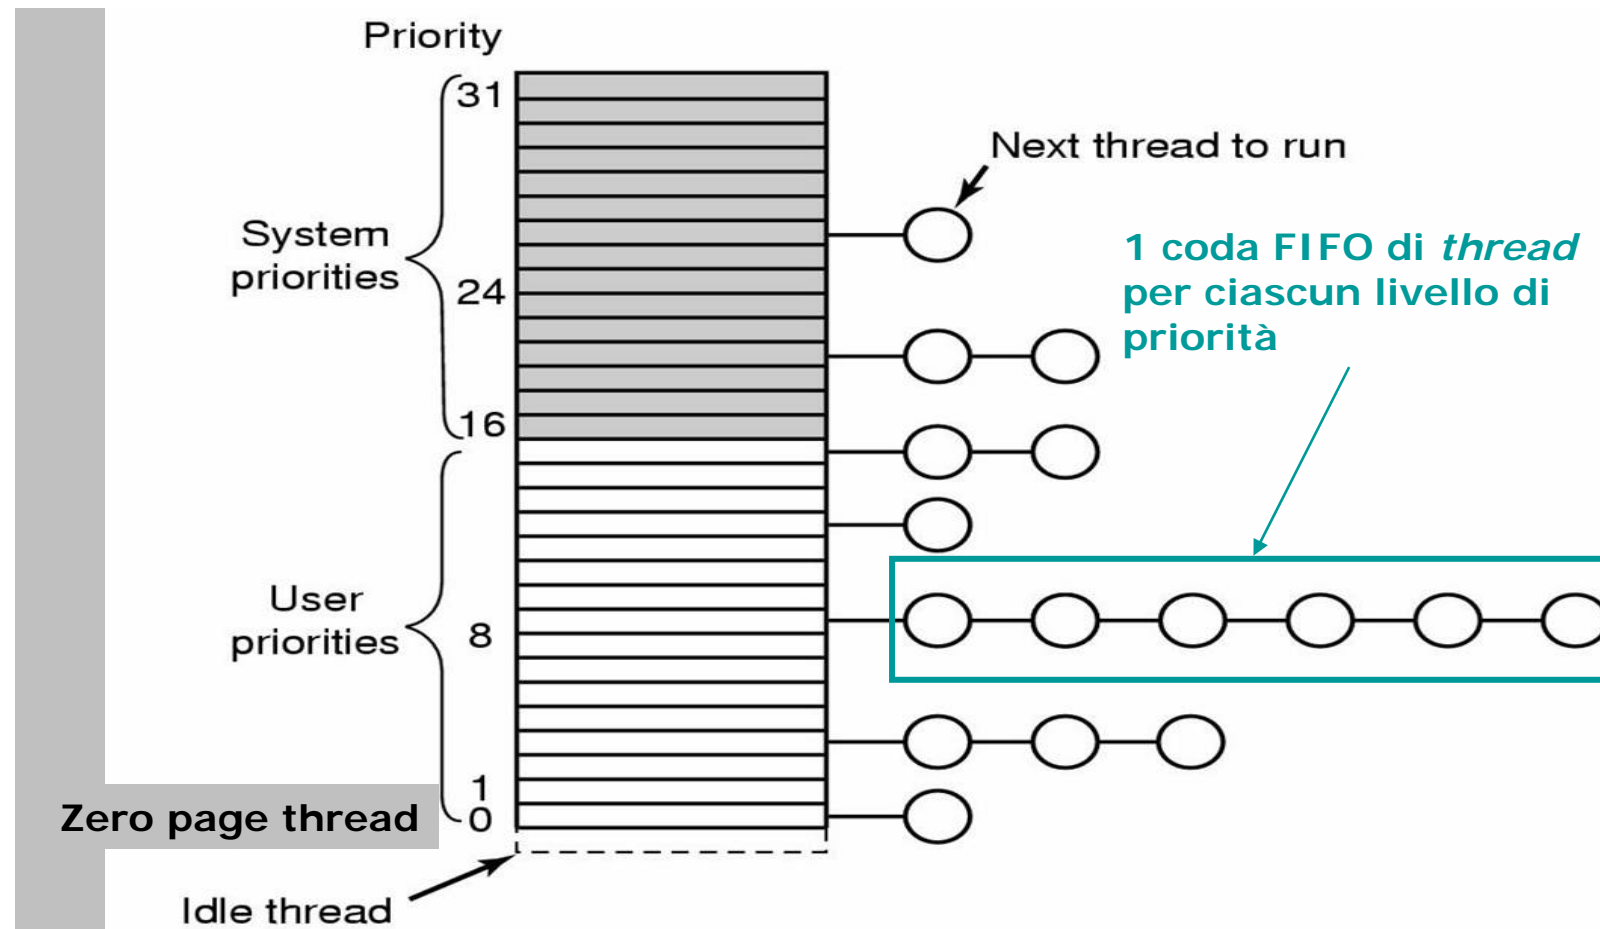 Priority
31
Next thread to run
System
priorities
1 coda FIFO di thread
per ciascun livello di
priorità
24
16
User
priorities
8
1
Zero page thread
0
Idle thread